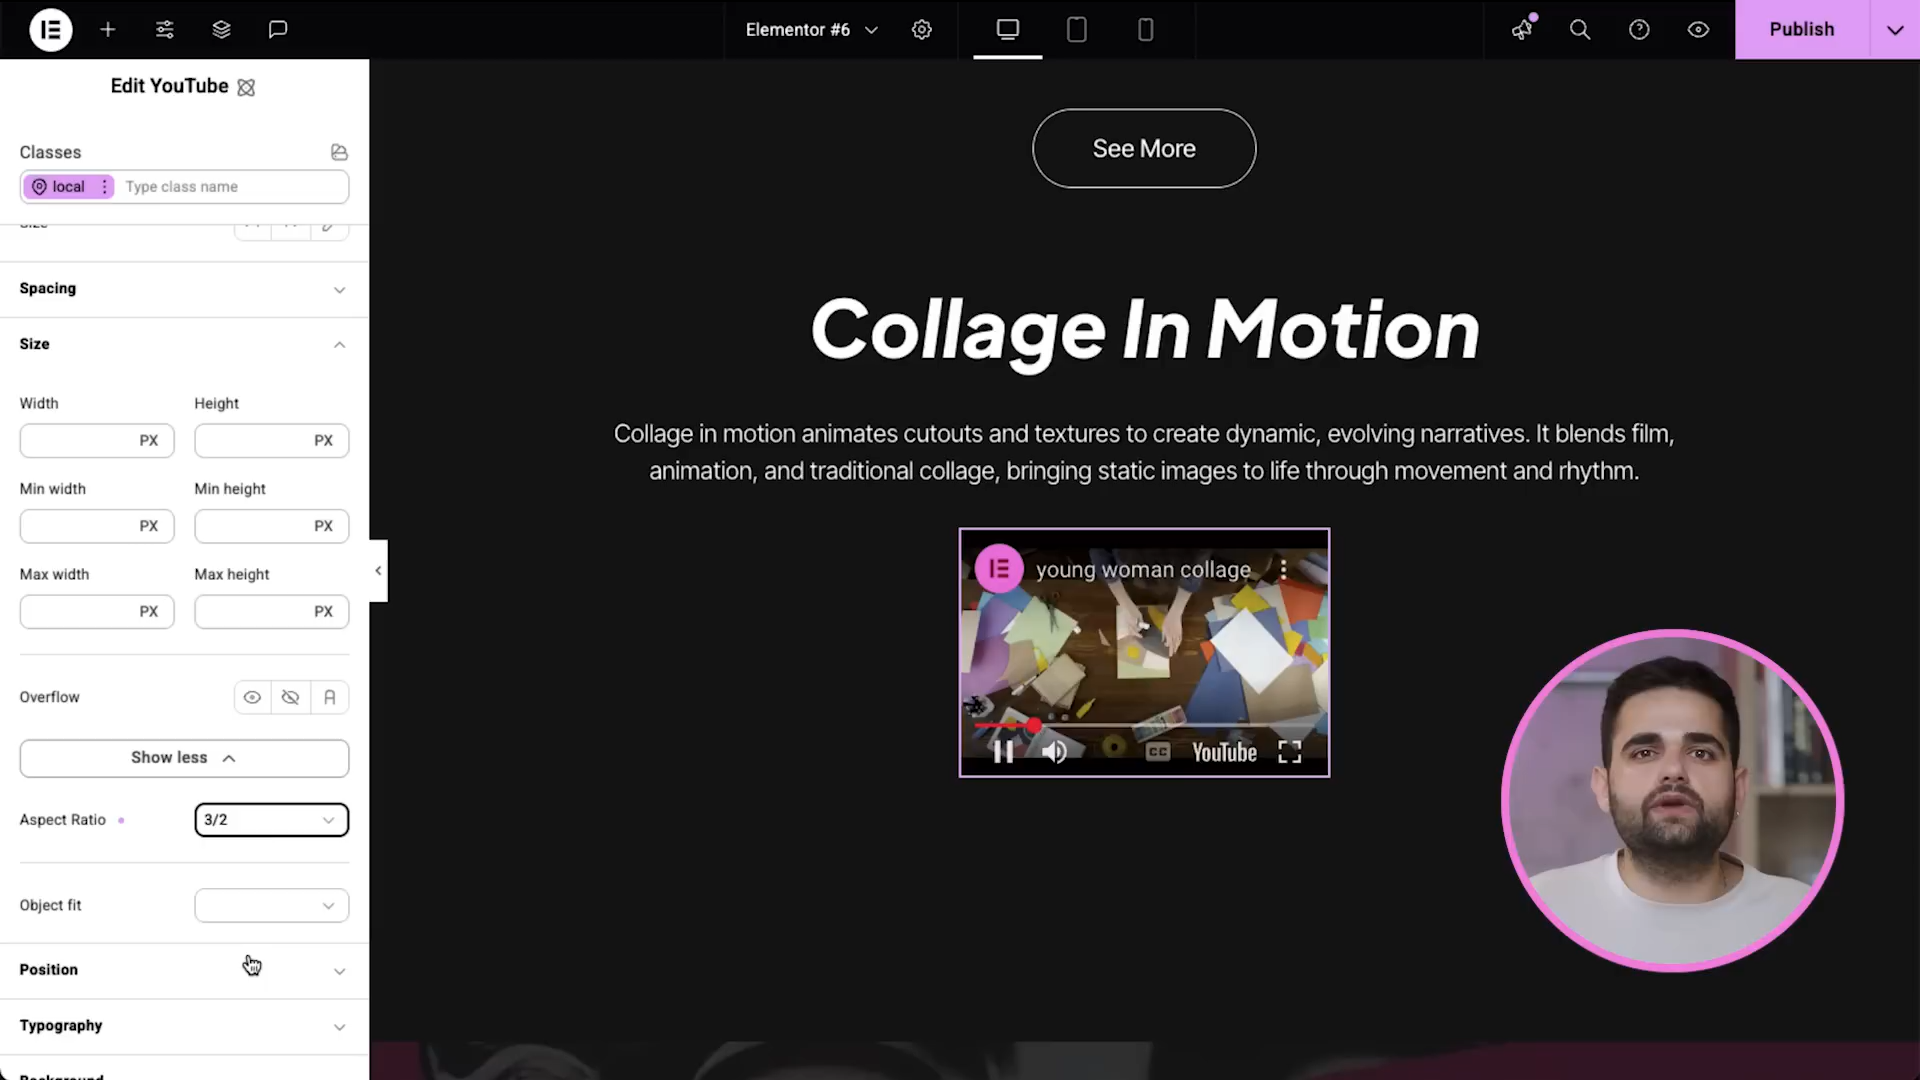 Elementor #6
Publish
Edit YouTube
Classes
local
Type class name
Size
Spacing
Size
Width
Height
PX
PX
Min width
Min height
PX
PX
Max width
Max height
PX
PX
Overflow
Show less
Aspect Ratio
3/2
Object fit
Position
Typography
Background
See More
Collage In Motion
Collage in motion animates cutouts and textures to create dynamic, evolving narratives. It blends film,
animation, and traditional collage, bringing static images to life through movement and rhythm.
young woman collage
CC
YouTube